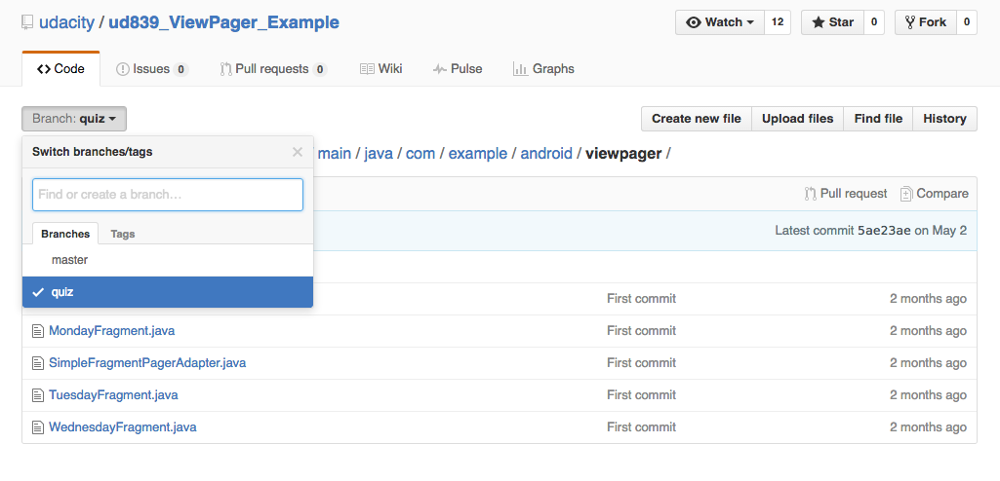 udacity / ud839_ViewPager_Example
Watch 12
Star 0
Fork 0
Code
Issues 0
Pull requests 0
Wiki
Pulse
Graphs
Branch: quiz
Create new file
Upload files
Find file
History
Switch branches/tags
main / java / com / example / android / viewpager /
Find or create a branch…
Pull request
Compare
Branches
Tags
Latest commit 5ae23ae on May 2
master
quiz
First commit 2 months ago
MondayFragment.java First commit 2 months ago
SimpleFragmentPagerAdapter.java First commit 2 months ago
TuesdayFragment.java First commit 2 months ago
WednesdayFragment.java First commit 2 months ago